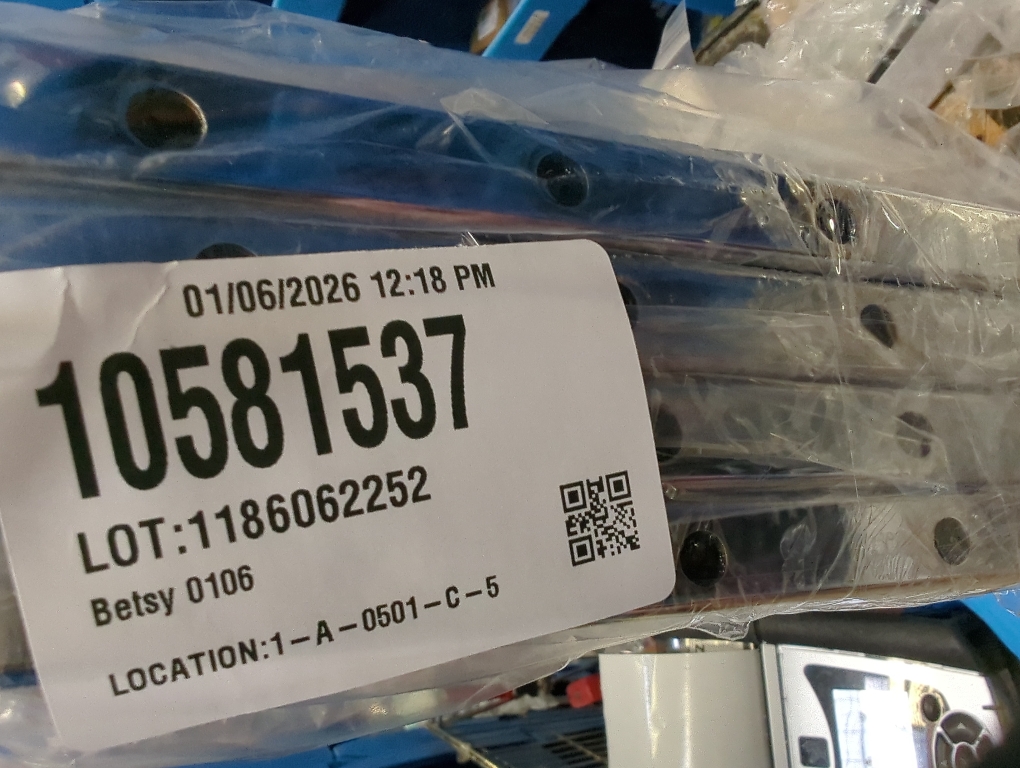 01/06/2026 12:18 PM
10581537
LOT:1186062252
Betsy 0106
LOCATION:1-A-0501-C-5